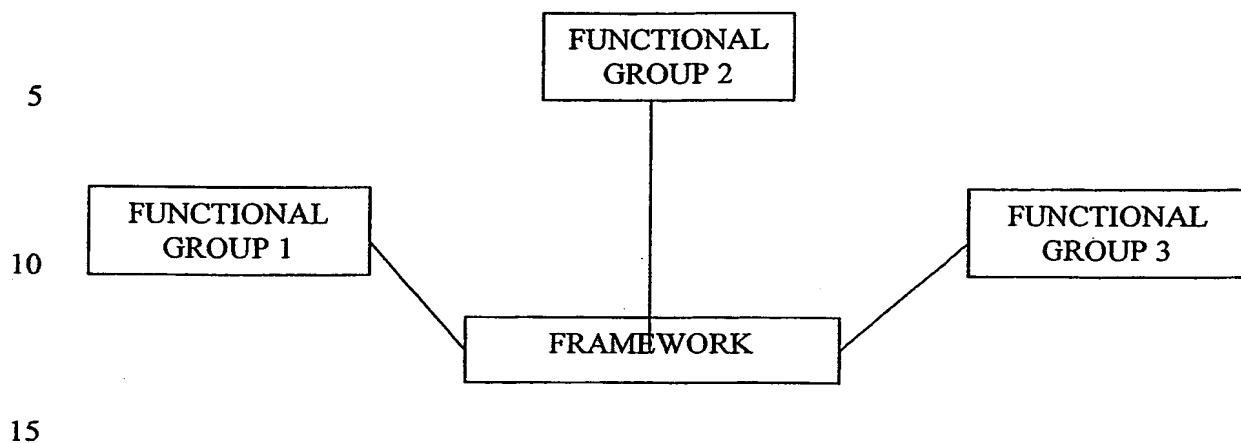 FUNCTIONAL
GROUP 2
5
FUNCTIONAL
GROUP 1
FUNCTIONAL
GROUP 3
10
FRAMEWORK
15